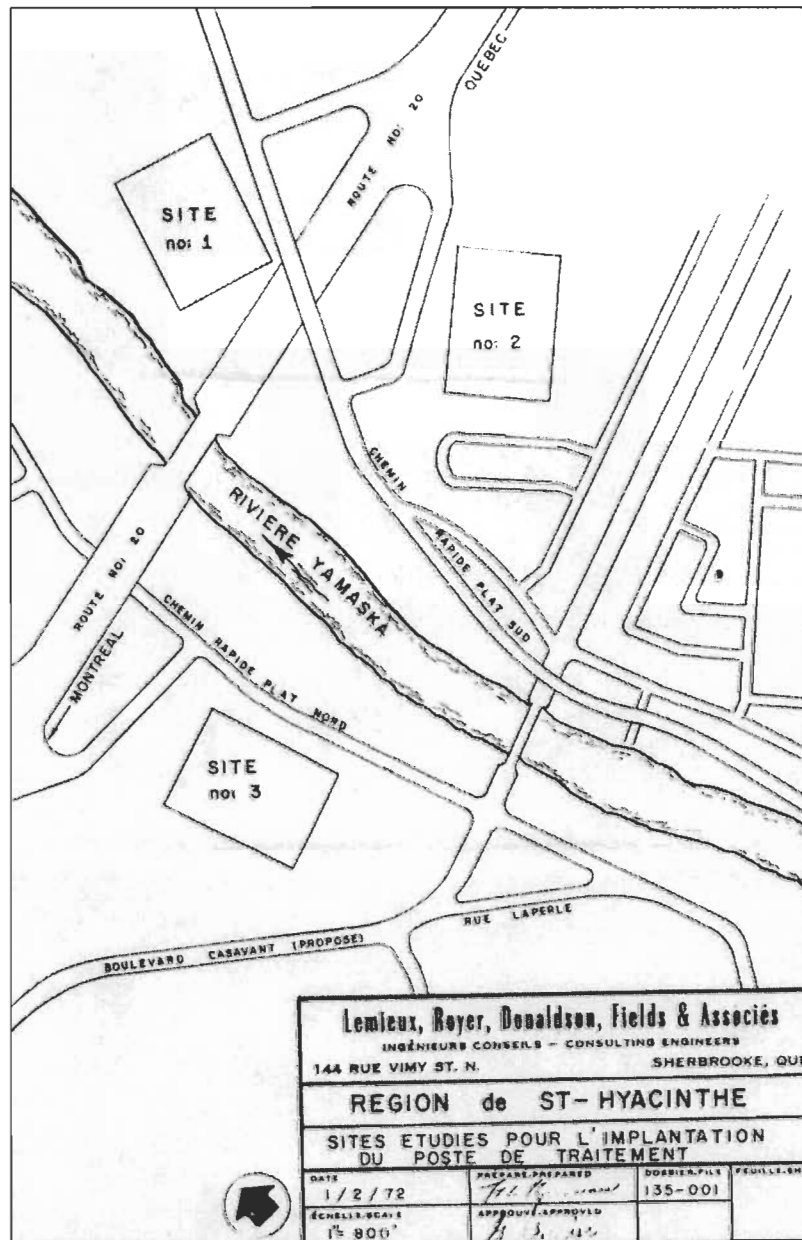 QUEBEC
ROUTE NO: 20
SITE
no: 1
SITE
no: 2
CHEMIN
RAPIDE PLAT SUD
RIVIERE YAMASKA
ROUTE NO: 20
MONTREAL
CHEMIN RAPIDE PLAT NORD
SITE
no: 3
RUE LAPERLE
BOULEVARD CASAVANT (PROPOSE)
Lemieux, Royer, Donaldson, Fields & Associés
INGÉNIEURS CONSEILS - CONSULTING ENGINEERS
144 RUE VIMY ST. N. SHERBROOKE, QUE
REGION de ST-HYACINTHE
SITES ETUDIES POUR L'IMPLANTATION
DU POSTE DE TRAITEMENT
DATE PRÉPARÉ-PREPARED DOSSIER-FILE FEUILLE-SH
1/2/72 135-001
ÉCHELLE-SCALE APPROUVÉ-APPROVED
1"= 800'